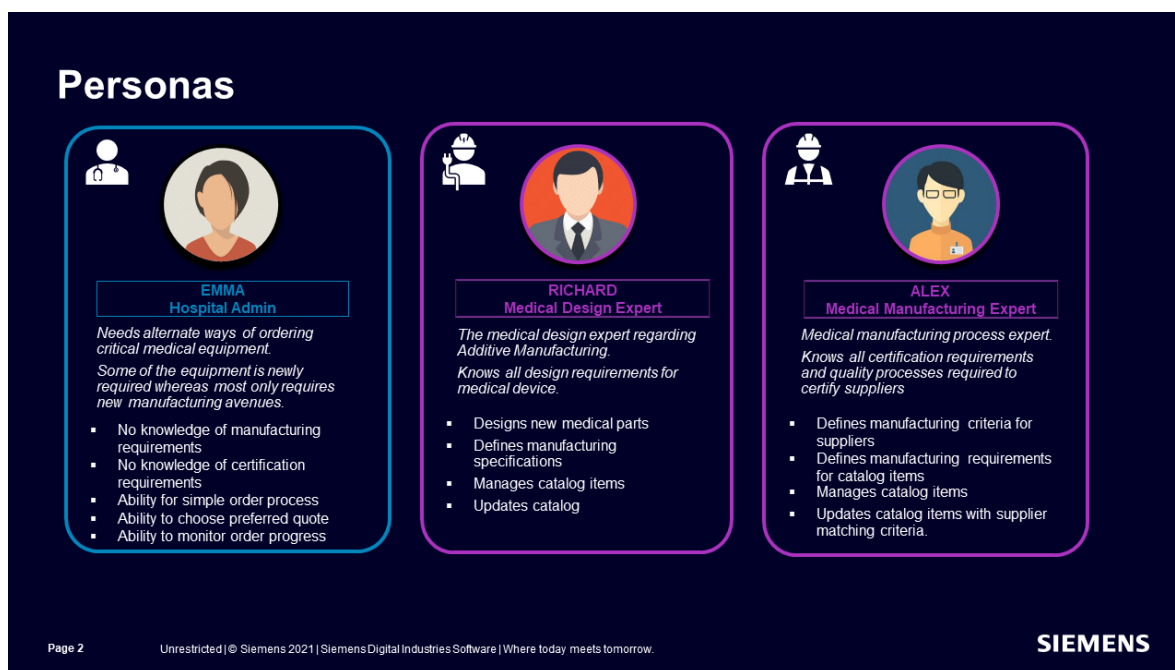 Personas
EMMA
Hospital Admin
Needs alternate ways of ordering
critical medical equipment.
Some of the equipment is newly
required whereas most only requires
new manufacturing avenues.
▪ No knowledge of manufacturing
requirements
▪ No knowledge of certification
requirements
▪ Ability for simple order process
▪ Ability to choose preferred quote
▪ Ability to monitor order progress
RICHARD
Medical Design Expert
The medical design expert regarding
Additive Manufacturing.
Knows all design requirements for
medical device.
▪ Designs new medical parts
▪ Defines manufacturing
specifications
▪ Manages catalog items
▪ Updates catalog
ALEX
Medical Manufacturing Expert
Medical manufacturing process expert.
Knows all certification requirements
and quality processes required to
certify suppliers
▪ Defines manufacturing criteria for
suppliers
▪ Defines manufacturing requirements
for catalog items
▪ Manages catalog items
▪ Updates catalog items with supplier
matching criteria.
Page 2 Unrestricted | © Siemens 2021 | Siemens Digital Industries Software | Where today meets tomorrow.
SIEMENS